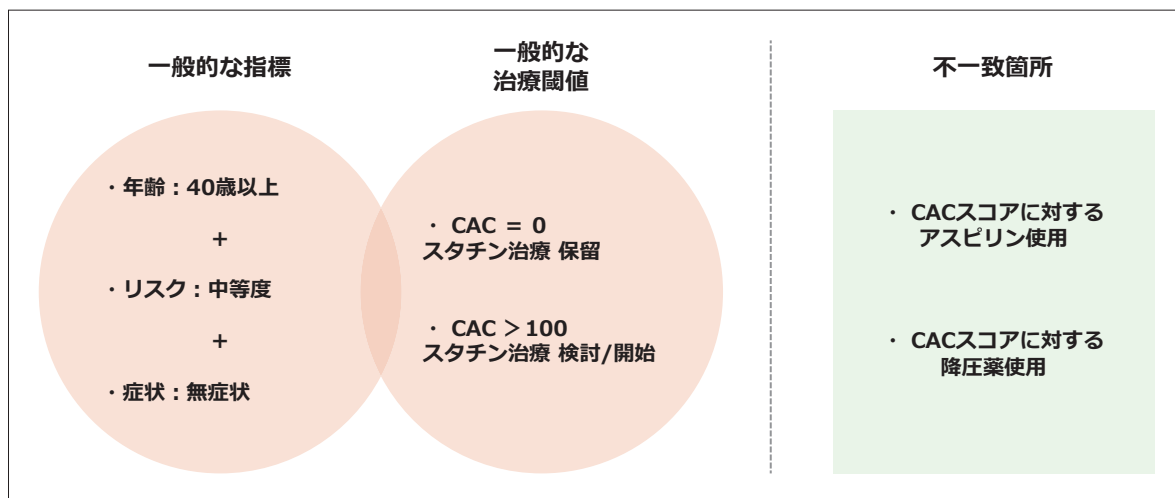 一般的な指標
・年齢：40歳以上
+
・リスク：中等度
+
・症状：無症状
一般的な
治療閾値
・ CAC = 0
スタチン治療 保留
・ CAC ＞100
スタチン治療 検討/開始
不一致箇所
・ CACスコアに対する
アスピリン使用
・ CACスコアに対する
降圧薬使用